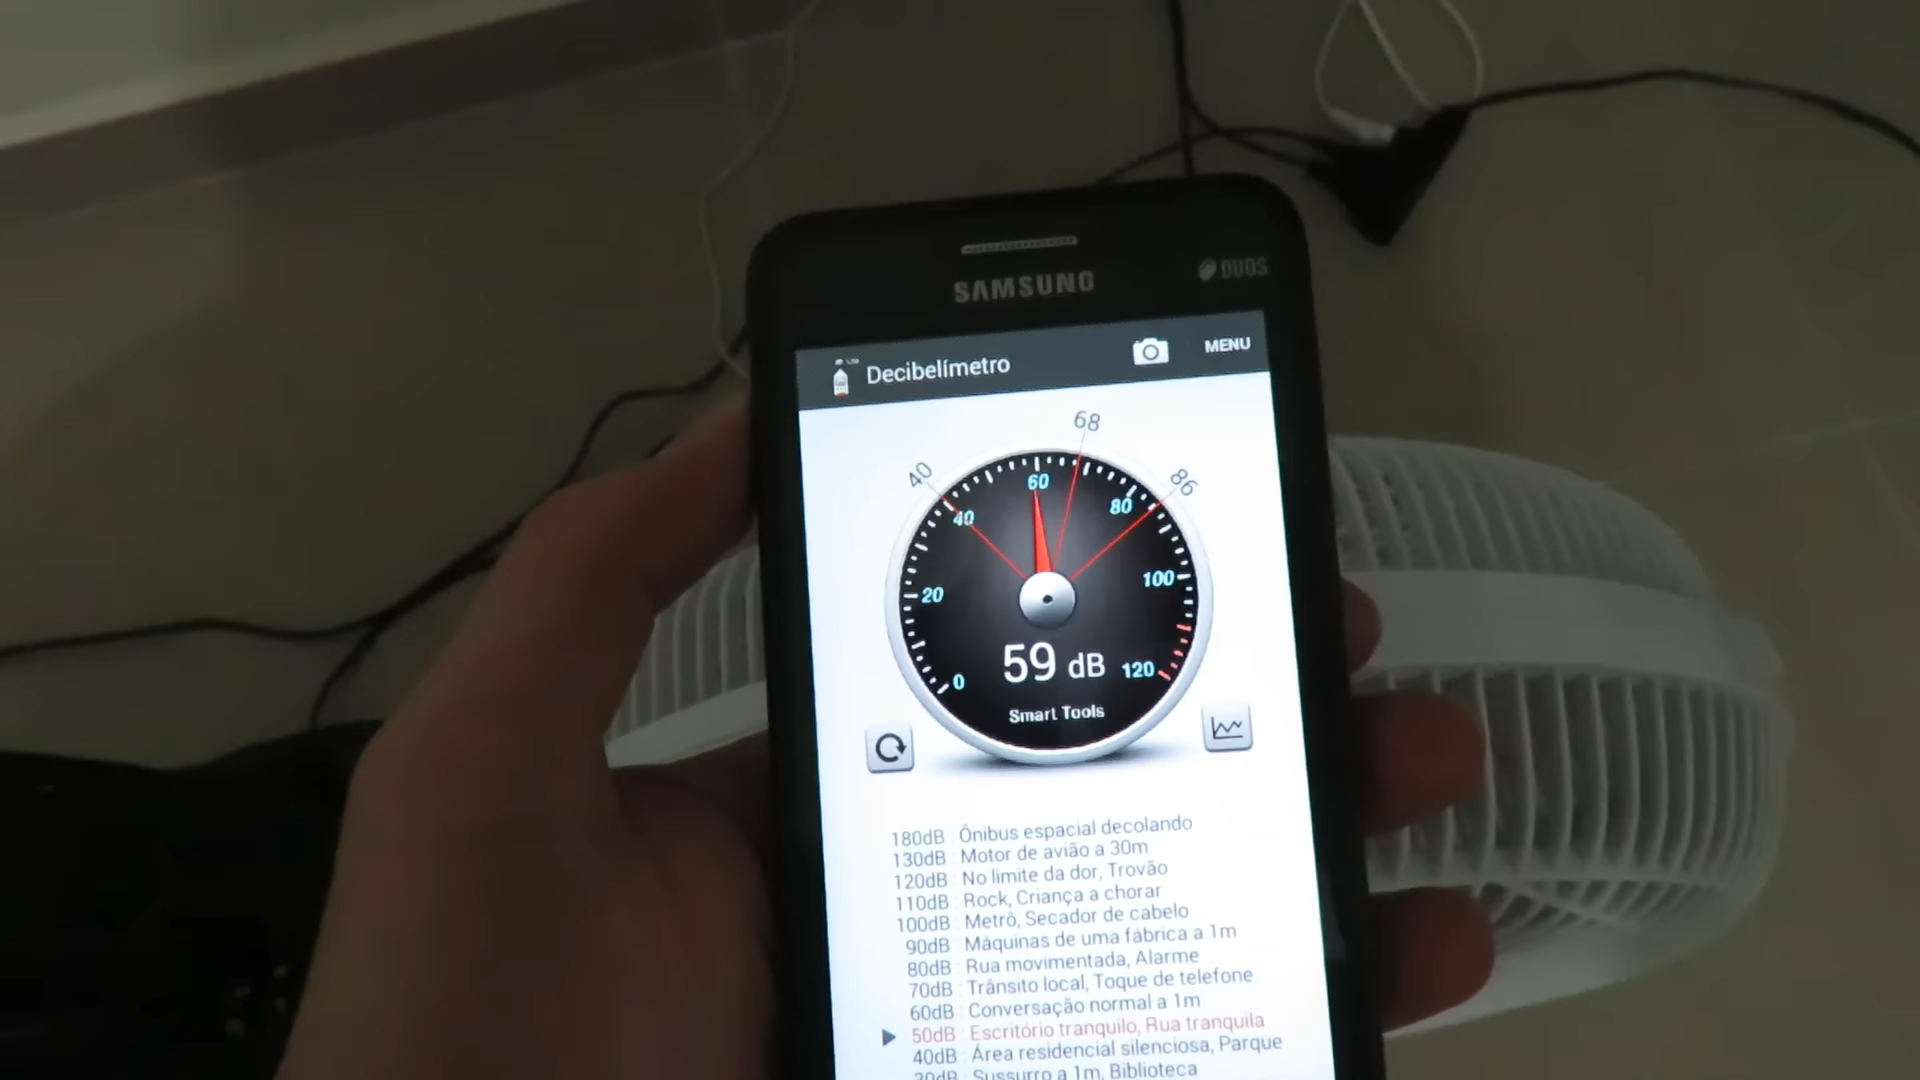 SAMSUNG
DUOS
Decibelímetro
MENU
68
40
86
60
40
80
20
100
59 dB
0
120
Smart Tools
180dB : Ônibus espacial decolando
130dB : Motor de avião a 30m
120dB : No limite da dor, Trovão
110dB : Rock, Criança a chorar
100dB : Metrô, Secador de cabelo
90dB : Máquinas de uma fábrica a 1m
80dB : Rua movimentada, Alarme
70dB : Trânsito local, Toque de telefone
60dB : Conversação normal a 1m
50dB : Escritório tranquilo, Rua tranquila
40dB : Área residencial silenciosa, Parque
30dB : Sussurro a 1m, Biblioteca